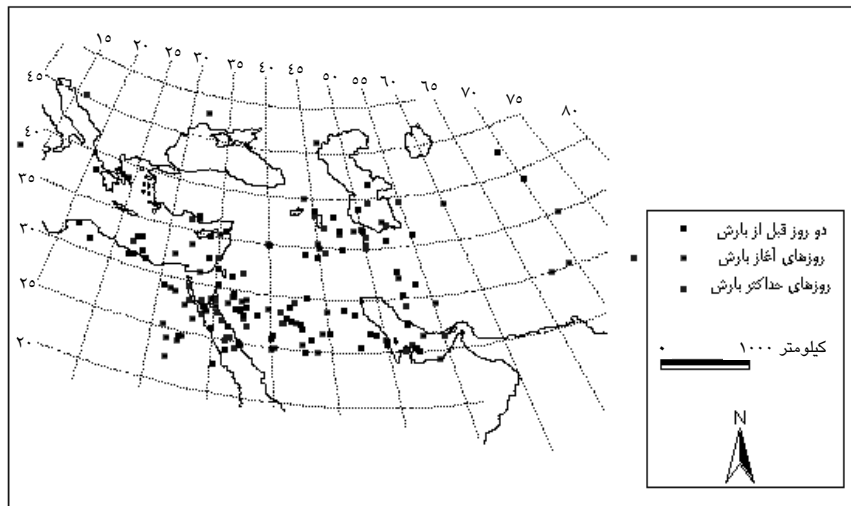 ۱۵ ۲۰ ۲۵ ۳۰ ۳۵ ۴۰ ۴۵ ۵۰ ۵۵ ۶۰ ۶۵ ۷۰ ۷۵ ۸۰
۴۵
۴۰
۳۵
۳۰
۲۵
۲۰
دو روز قبل از بارش
روزهای آغاز بارش
روزهای حداکثر بارش
۰ ۱۰۰۰ کیلومتر
N